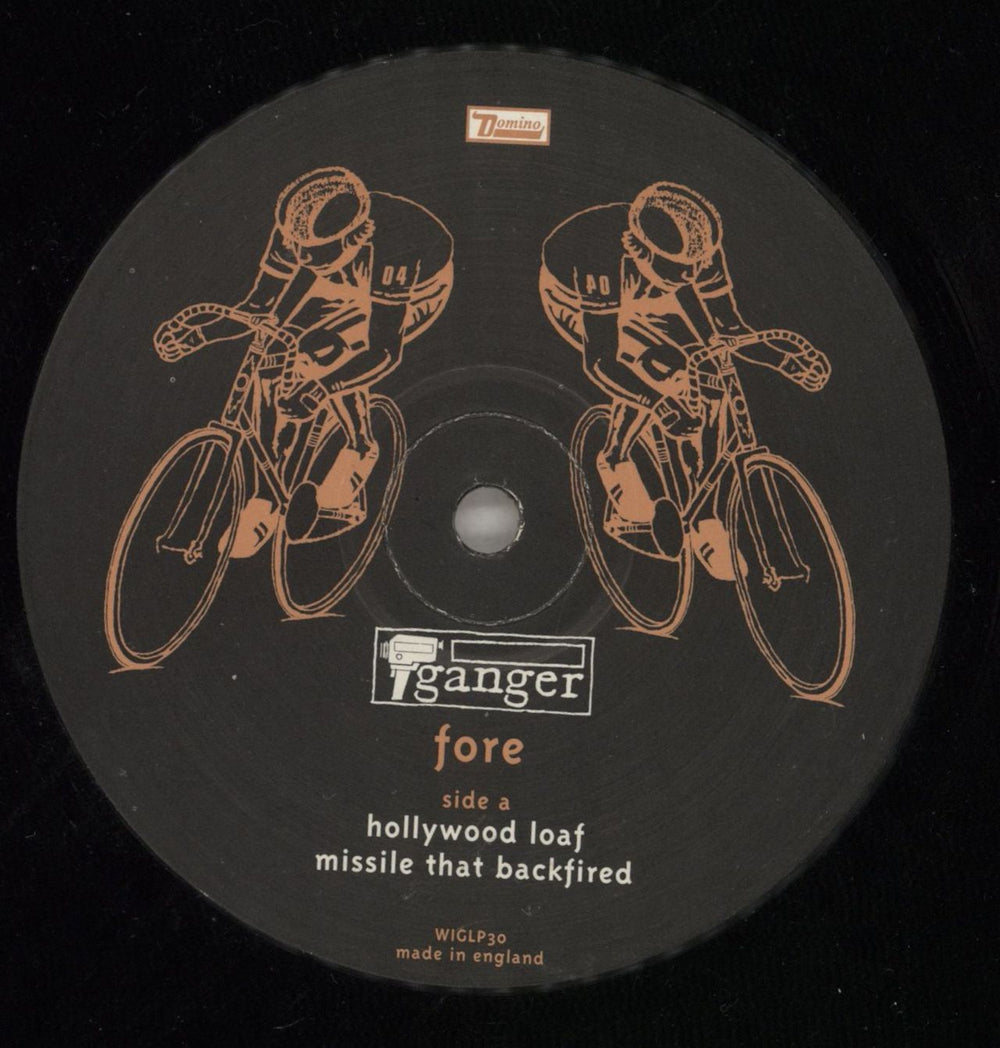 Domino
04
04
ganger
fore
side a
hollywood loaf
missile that backfired
WIGLP30
made in england